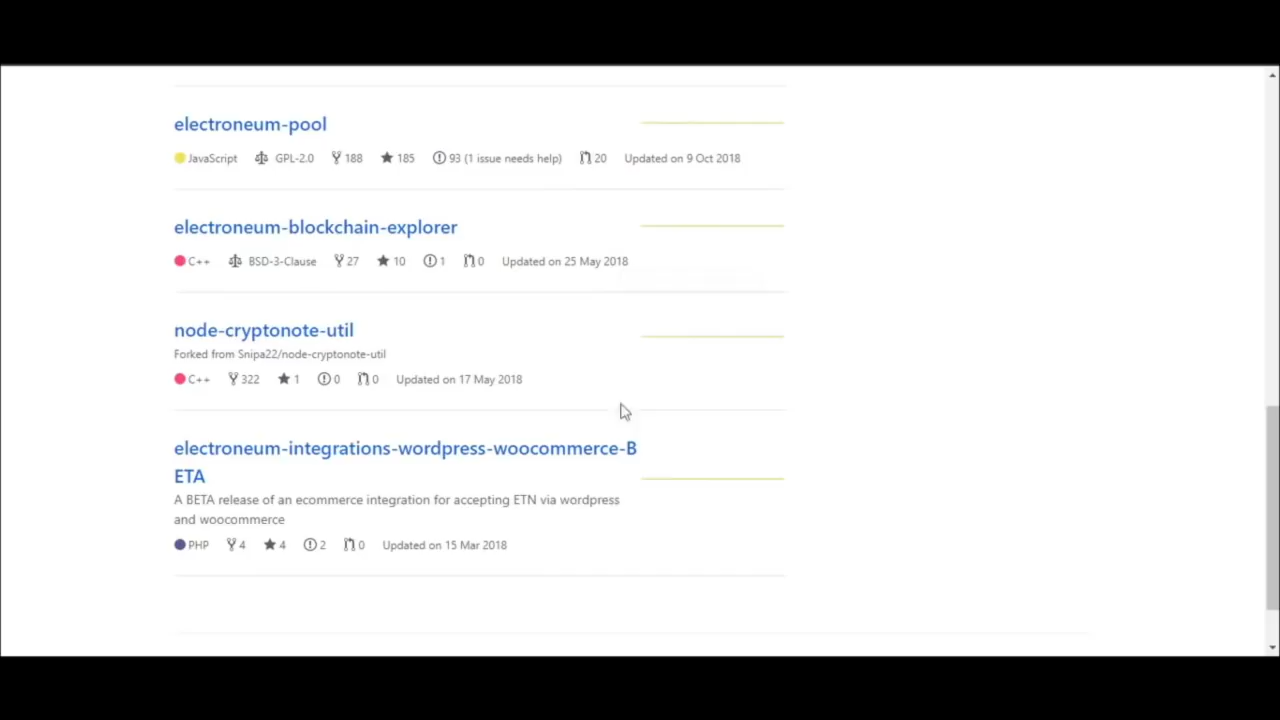 electroneum-pool
JavaScript GPL-2.0 188 185 93 (1 issue needs help) 20 Updated on 9 Oct 2018
electroneum-blockchain-explorer
C++ BSD-3-Clause 27 10 1 0 Updated on 25 May 2018
node-cryptonote-util
Forked from Snipa22/node-cryptonote-util
C++ 322 1 0 0 Updated on 17 May 2018
electroneum-integrations-wordpress-woocommerce-B
ETA
A BETA release of an ecommerce integration for accepting ETN via wordpress
and woocommerce
PHP 4 4 2 0 Updated on 15 Mar 2018